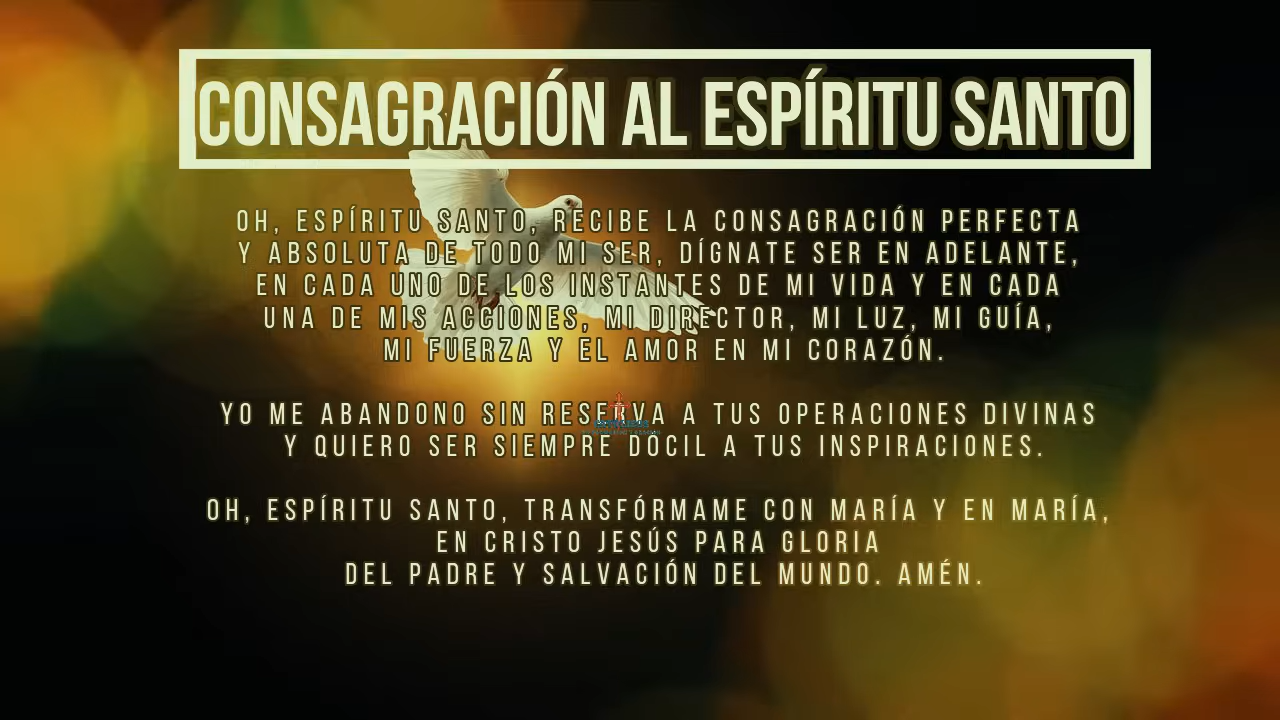 CONSAGRACIÓN AL ESPÍRITU SANTO
OH, ESPÍRITU SANTO, RECIBE LA CONSAGRACIÓN PERFECTA
Y ABSOLUTA DE TODO MI SER, DÍGNATE SER EN ADELANTE,
EN CADA UNO DE LOS INSTANTES DE MI VIDA Y EN CADA
UNA DE MIS ACCIONES, MI DIRECTOR, MI LUZ, MI GUÍA,
MI FUERZA Y EL AMOR EN MI CORAZÓN.
YO ME ABANDONO SIN RESERVA A TUS OPERACIONES DIVINAS
Y QUIERO SER SIEMPRE DÓCIL A TUS INSPIRACIONES.
OH, ESPÍRITU SANTO, TRANSFÓRMAME CON MARÍA Y EN MARÍA,
EN CRISTO JESÚS PARA GLORIA
DEL PADRE Y SALVACIÓN DEL MUNDO. AMÉN.